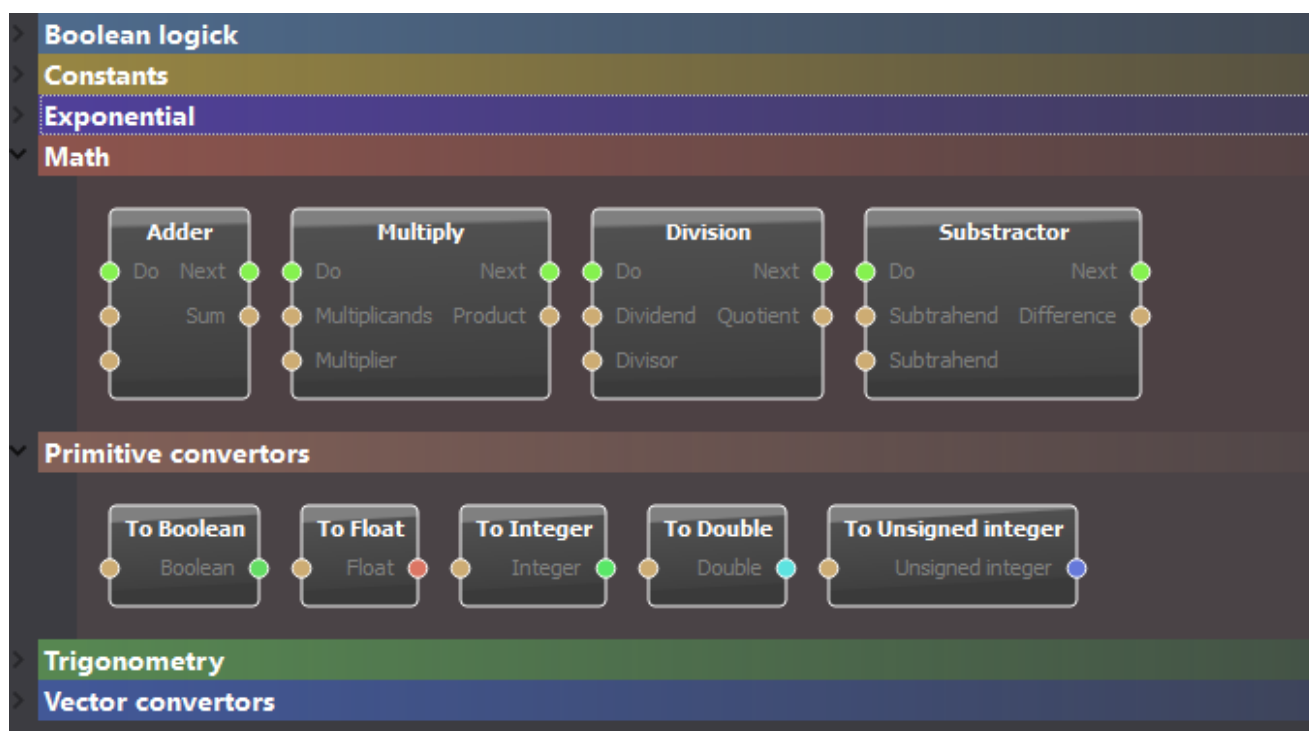 Boolean logick
Constants
Exponential
Math
Adder Multiply Division Substractor
Do Next Do Next Do Next Do Next
Sum Multiplicands Product Dividend Quotient Subtrahend Difference
Multiplier Divisor Subtrahend
Primitive convertors
To Boolean To Float To Integer To Double To Unsigned integer
Boolean Float Integer Double Unsigned integer
Trigonometry
Vector convertors